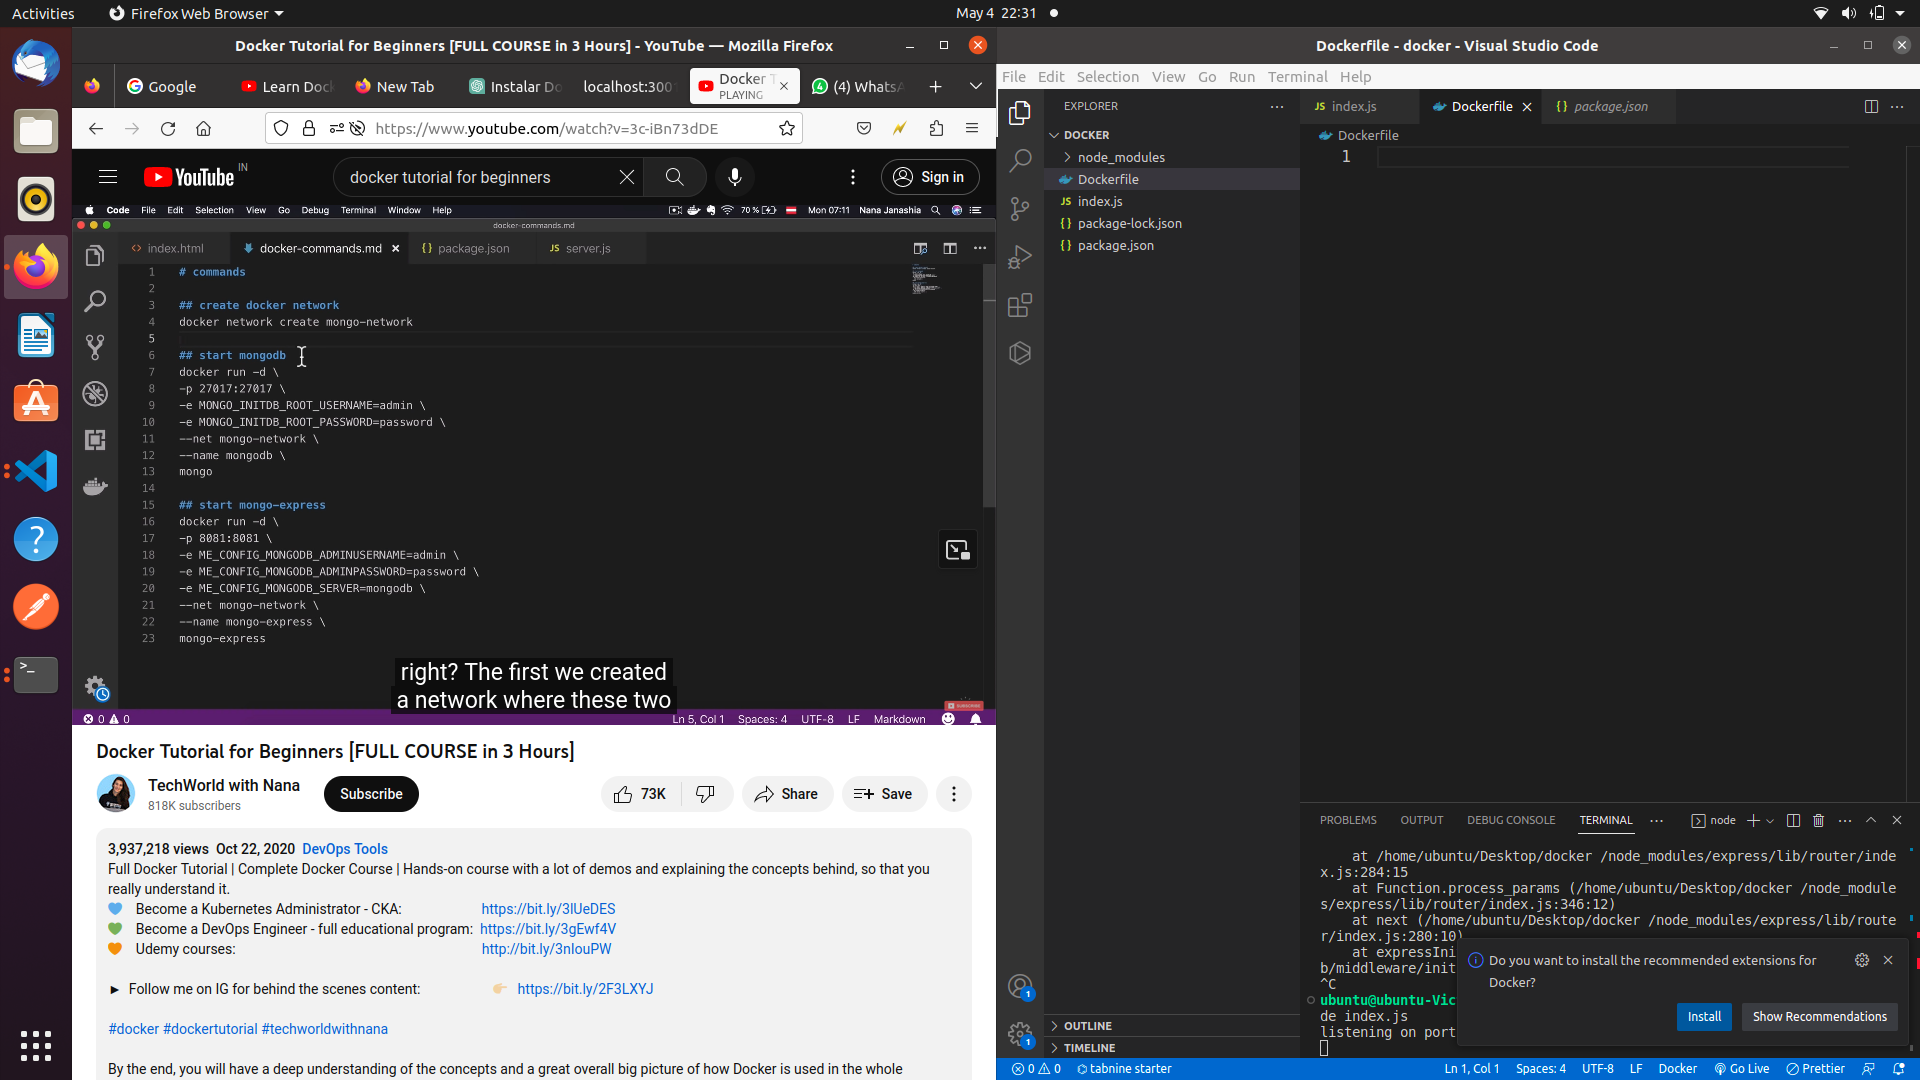 Activities
Firefox Web Browser
May 4 22:31
Docker Tutorial for Beginners [FULL COURSE in 3 Hours] - YouTube — Mozilla Firefox
Google
Learn Doc
New Tab
Instalar Do
localhost:300
Docker T
PLAYING
(4) WhatsA
https://www.youtube.com/watch?v=3c-iBn73dDE
YouTube
IN
docker tutorial for beginners
Sign in
Code File Edit Selection View Go Debug Terminal Window Help
70% Mon 07:11 Nana Janashia
docker-commands.md
index.html
docker-commands.md
package.json
JS server.js
1 # commands
2
3 ## create docker network
4 docker network create mongo-network
5
6 ## start mongodb
7 docker run -d \
8 -p 27017:27017 \
9 -e MONGO_INITDB_ROOT_USERNAME=admin \
10 -e MONGO_INITDB_ROOT_PASSWORD=password \
11 --net mongo-network \
12 --name mongodb \
13 mongo
14
15 ## start mongo-express
16 docker run -d \
17 -p 8081:8081 \
18 -e ME_CONFIG_MONGODB_ADMINUSERNAME=admin \
19 -e ME_CONFIG_MONGODB_ADMINPASSWORD=password \
20 -e ME_CONFIG_MONGODB_SERVER=mongodb \
21 --net mongo-network \
22 --name mongo-express \
23 mongo-express
right? The first we created
a network where these two
SUBSCRIBE
0 0
Ln 5, Col 1 Spaces: 4 UTF-8 LF Markdown
Docker Tutorial for Beginners [FULL COURSE in 3 Hours]
TechWorld with Nana
818K subscribers
Subscribe
73K
Share
Save
3,937,218 views Oct 22, 2020 DevOps Tools
Full Docker Tutorial | Complete Docker Course | Hands-on course with a lot of demos and explaining the concepts behind, so that you
really understand it.
💙 Become a Kubernetes Administrator - CKA: https://bit.ly/3lUeDES
💚 Become a DevOps Engineer - full educational program: https://bit.ly/3gEwf4V
🧡 Udemy courses: http://bit.ly/3nIouPW
► Follow me on IG for behind the scenes content: 👉🏼 https://bit.ly/2F3LXYJ
#docker #dockertutorial #techworldwithnana
By the end, you will have a deep understanding of the concepts and a great overall big picture of how Docker is used in the whole
Dockerfile - docker - Visual Studio Code
File Edit Selection View Go Run Terminal Help
EXPLORER
DOCKER
node_modules
Dockerfile
JS index.js
{} package-lock.json
{} package.json
OUTLINE
TIMELINE
JS index.js
Dockerfile
{} package.json
Dockerfile
1
PROBLEMS OUTPUT DEBUG CONSOLE TERMINAL
node
at /home/ubuntu/Desktop/docker /node_modules/express/lib/router/inde
x.js:284:15
at Function.process_params (/home/ubuntu/Desktop/docker /node_module
s/express/lib/router/index.js:346:12)
at next (/home/ubuntu/Desktop/docker /node_modules/express/lib/route
r/index.js:280:10)
at expressIni
b/middleware/init
^C
ubuntu@ubuntu-Vic
de index.js
listening on port
Do you want to install the recommended extensions for
Docker?
Install
Show Recommendations
1
1
0 0 tabnine starter
Ln 1, Col 1 Spaces: 4 UTF-8 LF Docker Go Live Prettier